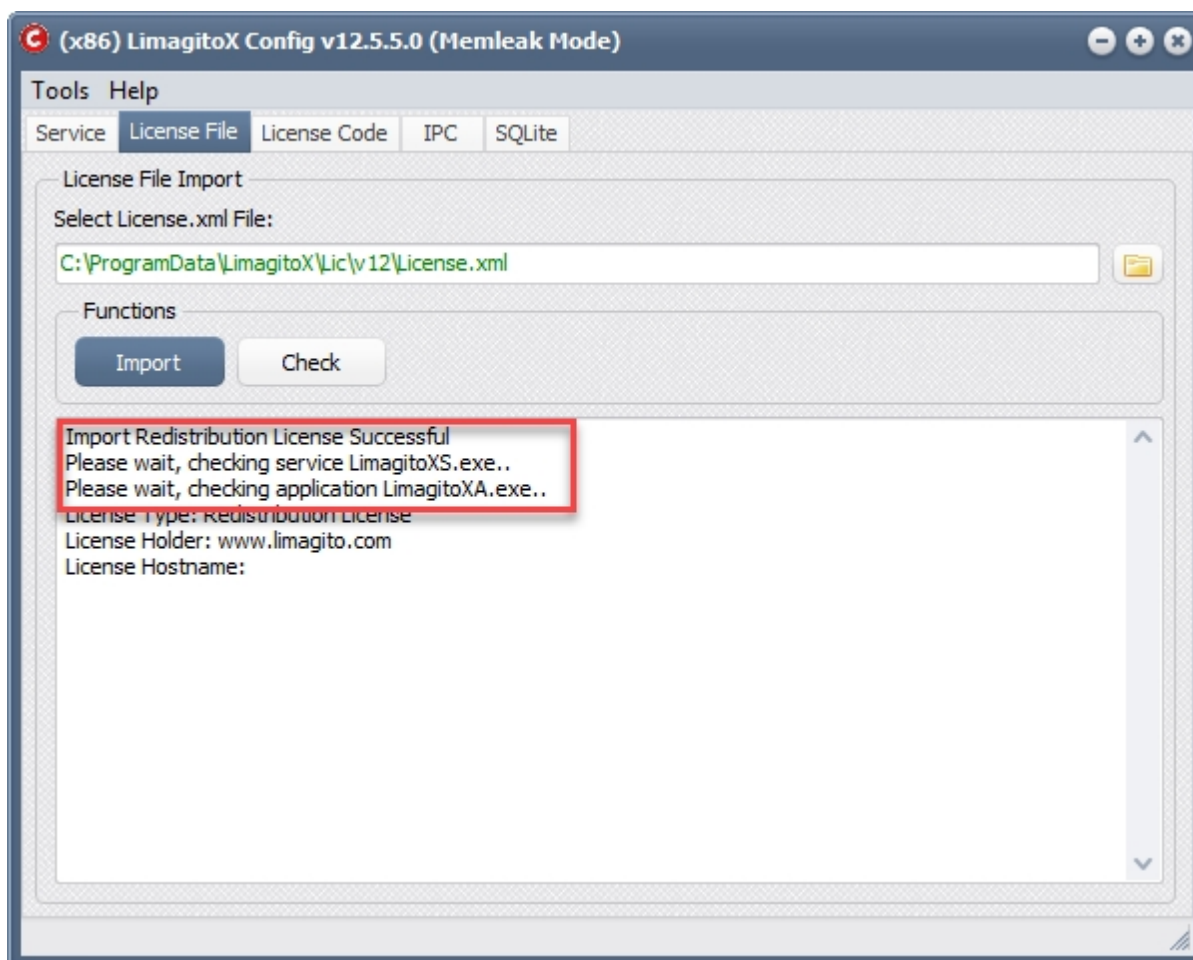 (x86) LimagitoX Config v12.5.5.0 (Memleak Mode)
Tools Help
Service License File License Code IPC SQLite
License File Import
Select License.xml File:
C:\ProgramData\LimagitoX\Lic\v12\License.xml
Functions
Import Check
Import Redistribution License Successful
Please wait, checking service LimagitoXS.exe..
Please wait, checking application LimagitoXA.exe..
License Type: Redistribution License
License Holder: www.limagito.com
License Hostname: